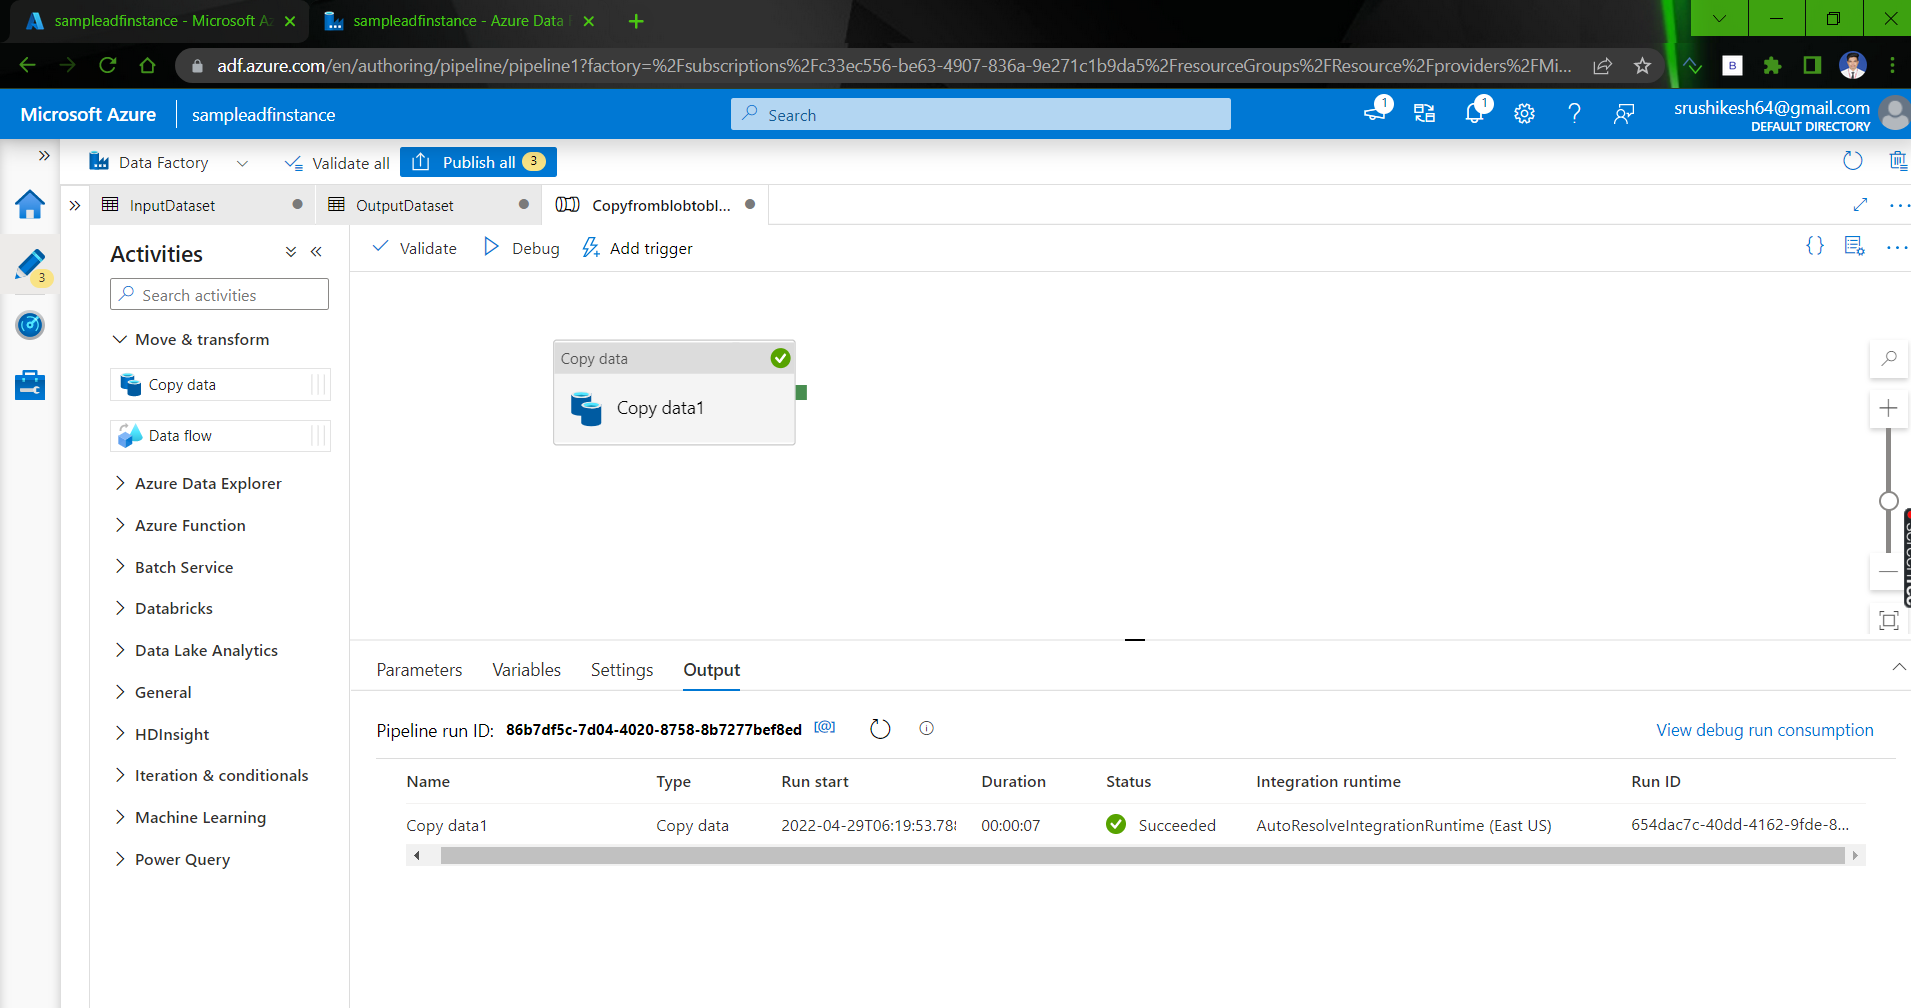 sampleadfinstance - Microsoft Az
sampleadfinstance - Azure Data
adf.azure.com/en/authoring/pipeline/pipeline1?factory=%2Fsubscriptions%2Fc33ec556-be63-4907-836a-9e271c1b9da5%2FresourceGroups%2FResource%2Fproviders%2FMi...
B
Microsoft Azure
sampleadfinstance
Search
1
1
srushikesh64@gmail.com
DEFAULT DIRECTORY
Data Factory
Validate all
Publish all 3
InputDataset
OutputDataset
Copyfromblobtobl...
3
Activities
Validate
Debug
Add trigger
Search activities
Move & transform
Copy data
Data flow
Azure Data Explorer
Azure Function
Batch Service
Databricks
Data Lake Analytics
General
HDInsight
Iteration & conditionals
Machine Learning
Power Query
Copy data
Copy data1
Parameters Variables Settings Output
Pipeline run ID: 86b7df5c-7d04-4020-8758-8b7277bef8ed
View debug run consumption
Name Type Run start Duration Status Integration runtime Run ID
Copy data1 Copy data 2022-04-29T06:19:53.788 00:00:07 Succeeded AutoResolveIntegrationRuntime (East US) 654dac7c-40dd-4162-9fde-8...